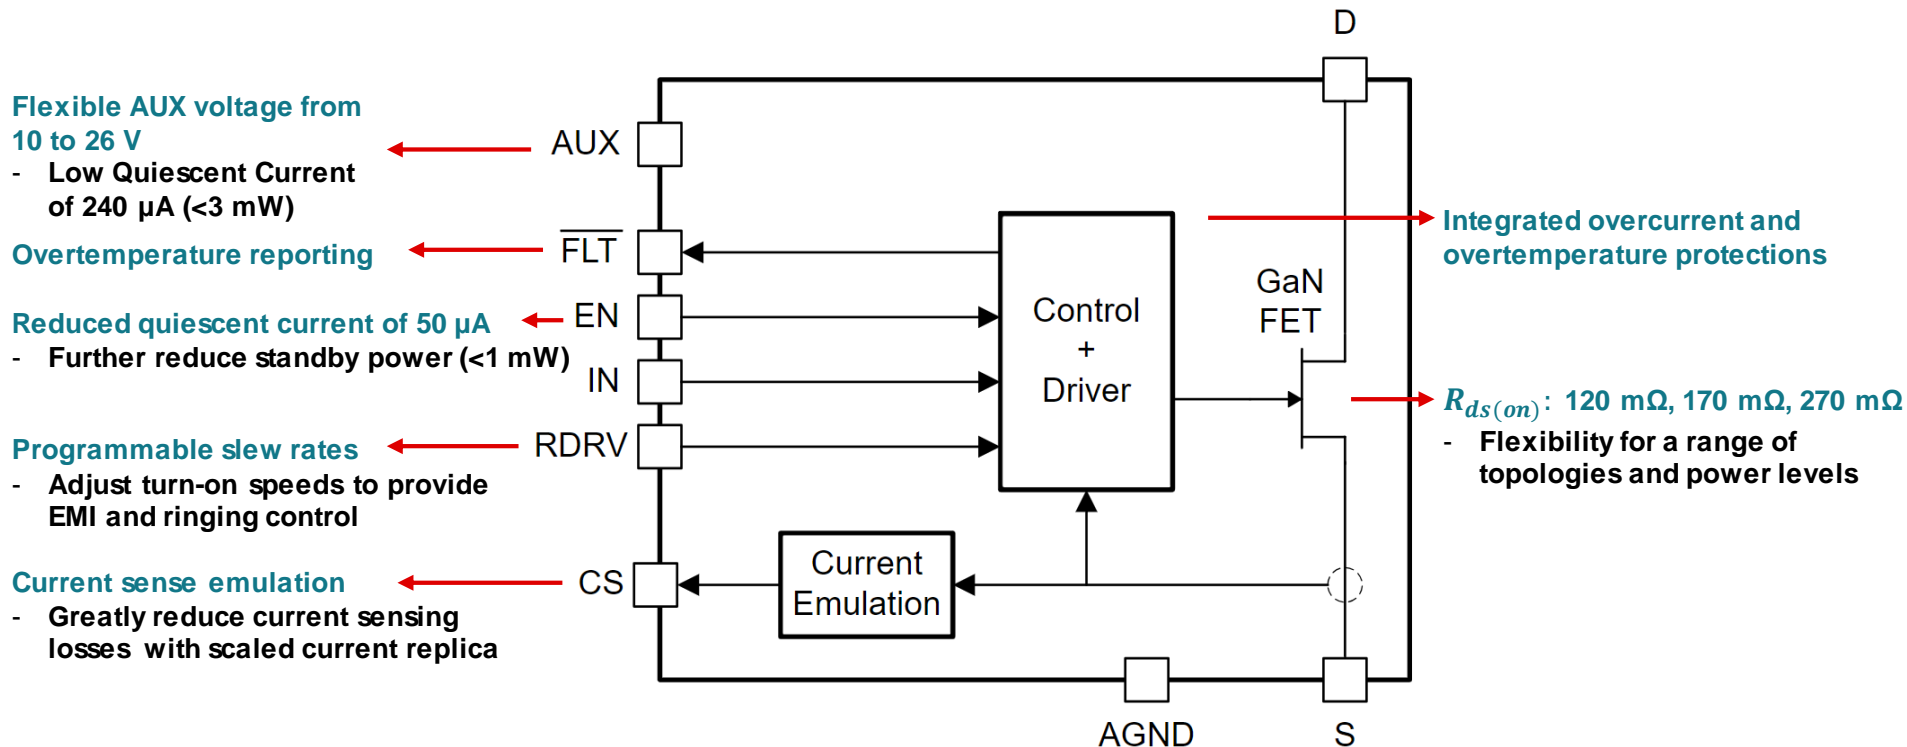 D
Flexible AUX voltage from
10 to 26 V
- Low Quiescent Current
of 240 µA (<3 mW)
AUX
Overtemperature reporting
F̅L̅T̅
Integrated overcurrent and
overtemperature protections
GaN
FET
Reduced quiescent current of 50 µA
- Further reduce standby power (<1 mW)
EN
IN
Control
+
Driver
Programmable slew rates
- Adjust turn-on speeds to provide
EMI and ringing control
RDRV
R_ds(on): 120 mΩ, 170 mΩ, 270 mΩ
- Flexibility for a range of
topologies and power levels
Current sense emulation
- Greatly reduce current sensing
losses with scaled current replica
CS
Current
Emulation
AGND
S